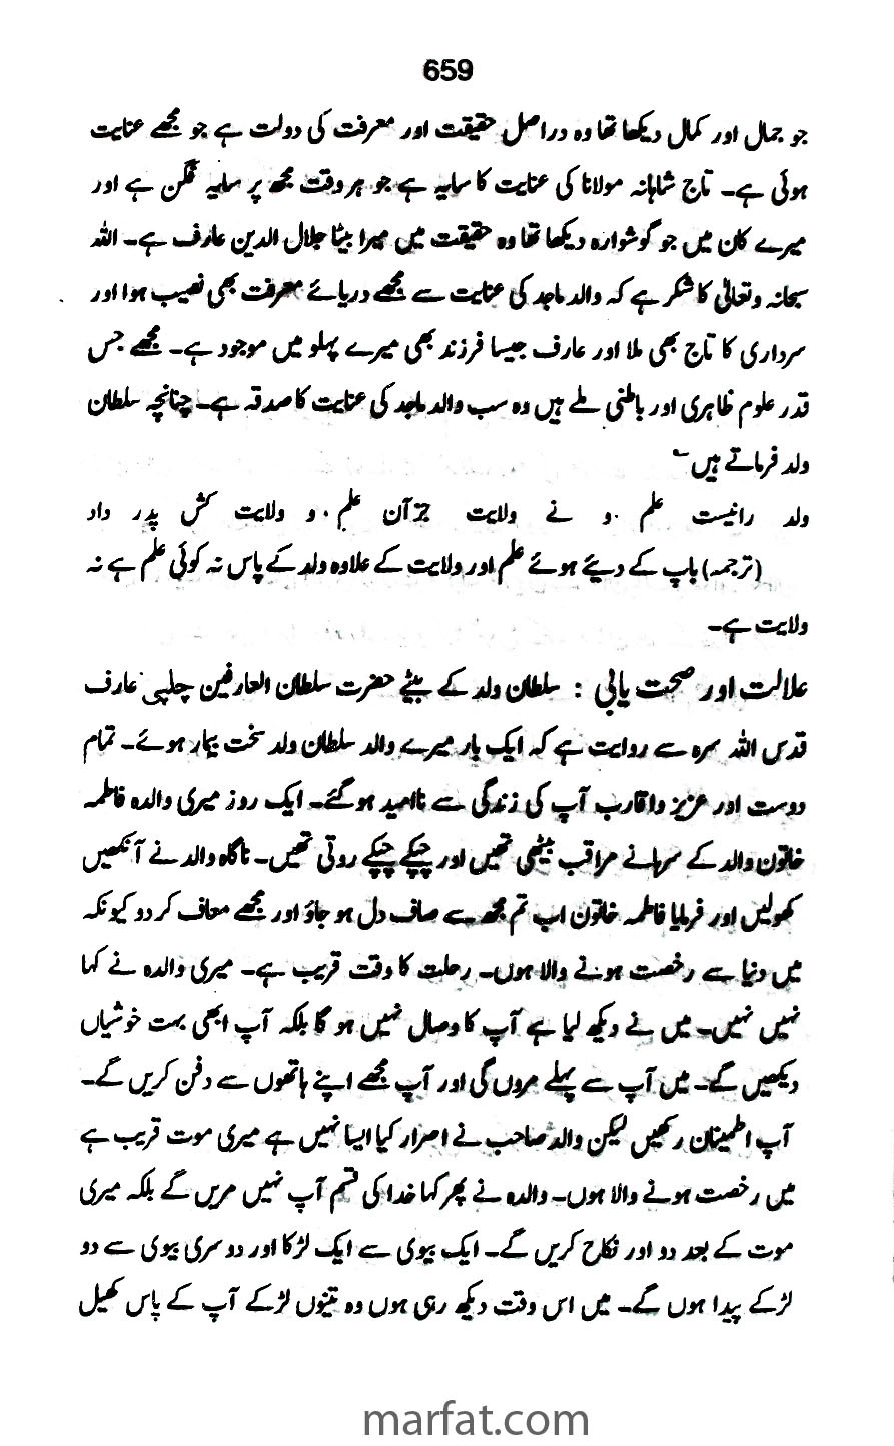 659
جو جمال اور کمال دیکھا تھا وہ دراصل حقیقت اور معرفت کی دولت ہے جو مجھے عنایت
ہوئی ہے۔ تاج شاہانہ مولانا کی عنایت کا سایہ ہے جو ہر وقت مجھ پر سایہ فگن ہے اور
میرے کان میں جو گوشوارہ دیکھا تھا وہ حقیقت میں میرا بیٹا جلال الدین عارف ہے۔ اللہ
سبحانہ وتعالیٰ کا شکر ہے کہ والد ماجد کی عنایت سے مجھے دریائے معرفت بھی نصیب ہوا اور
سرداری کا تاج بھی ملا اور عارف جیسا فرزند بھی میرے پہلو میں موجود ہے۔ مجھے جس
قدر علوم ظاہری اور باطنی ملے ہیں وہ سب والد ماجد کی عنایت کا صدقہ ہے۔ چنانچہ سلطان
ولد فرماتے ہیں ؎
ولد رانیست علم و نے ولایت جز آن علم و ولایت کش پدر داد
(ترجمہ) باپ کے دیئے ہوئے علم اور ولایت کے علاوہ ولد کے پاس نہ کوئی علم ہے نہ
ولایت ہے۔
علالت اور صحت یابی : سلطان ولد کے بیٹے حضرت سلطان العارفین چلپی عارف
قدس اللہ سرہ سے روایت ہے کہ ایک بار میرے والد سلطان ولد سخت بیمار ہوئے۔ تمام
دوست اور عزیز واقارب آپ کی زندگی سے ناامید ہو گئے۔ ایک روز میری والدہ فاطمہ
خاتون والد کے سرہانے مراقب بیٹھی تھیں اور چپکے چپکے روتی تھیں۔ ناگاہ والد نے آنکھیں
کھولیں اور فرمایا فاطمہ خاتون اب تم مجھ سے صاف دل ہو جاؤ اور مجھے معاف کر دو کیونکہ
میں دنیا سے رخصت ہونے والا ہوں۔ رحلت کا وقت قریب ہے۔ میری والدہ نے کہا
نہیں نہیں۔ میں نے دیکھ لیا ہے آپ کا وصال نہیں ہو گا بلکہ آپ ابھی بہت خوشیاں
دیکھیں گے۔ میں آپ سے پہلے مروں گی اور آپ مجھے اپنے ہاتھوں سے دفن کریں گے۔
آپ اطمینان رکھیں لیکن والد صاحب نے اصرار کیا ایسا نہیں ہے میری موت قریب ہے
میں رخصت ہونے والا ہوں۔ والدہ نے پھر کہا خدا کی قسم آپ نہیں مریں گے بلکہ میری
موت کے بعد دو اور نکاح کریں گے۔ ایک بیوی سے ایک لڑکا اور دوسری بیوی سے دو
لڑکے پیدا ہوں گے۔ میں اس وقت دیکھ رہی ہوں وہ تینوں لڑکے آپ کے پاس کھیل
marfat.com